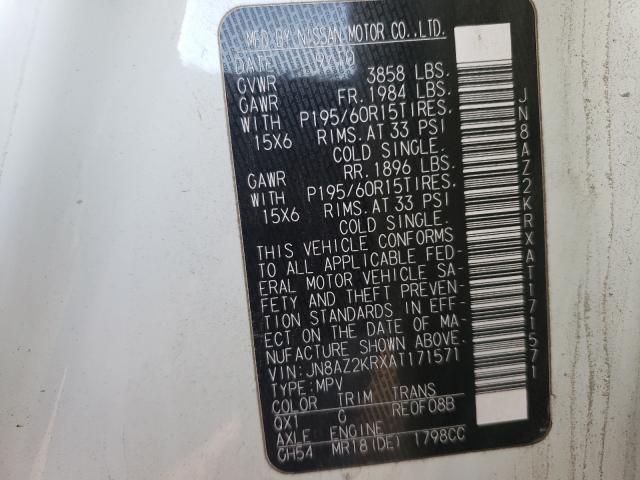 MFD BY NISSAN MOTOR CO.,LTD.
GVWR 3858 LBS.
GAWR FR. 1984 LBS.
WITH P195/60R15TIRES.
15X6 RIMS. AT 33 PSI
COLD SINGLE.
GAWR RR. 1896 LBS.
WITH P195/60R15TIRES.
15X6 RIMS. AT 33 PSI
COLD SINGLE.
THIS VEHICLE CONFORMS
TO ALL APPLICABLE FED-
ERAL MOTOR VEHICLE SA-
FETY AND THEFT PREVEN-
TION STANDARDS IN EFF-
ECT ON THE DATE OF MA-
NUFACTURE SHOWN ABOVE.
VIN: JN8AZ2KRXAT171571
TYPE: MPV
COLOR TRIM TRANS
QX1 C RE0F08B
AXLE ENGINE
GH54 MR18(DE) 1798CC
JN8AZ2KRXAT171571